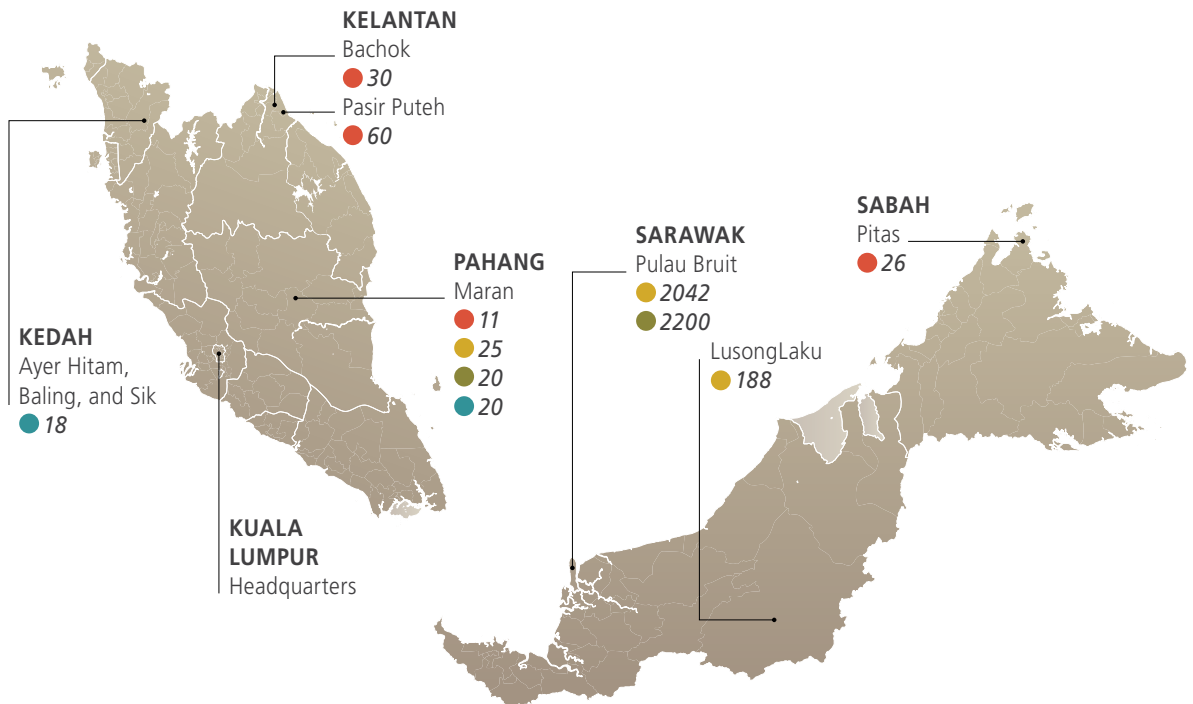 KELANTAN
Bachok
30
Pasir Puteh
60
SABAH
Pitas
26
SARAWAK
Pulau Bruit
2042
2200
LusongLaku
188
PAHANG
Maran
11
25
20
20
KEDAH
Ayer Hitam,
Baling, and Sik
18
KUALA
LUMPUR
Headquarters